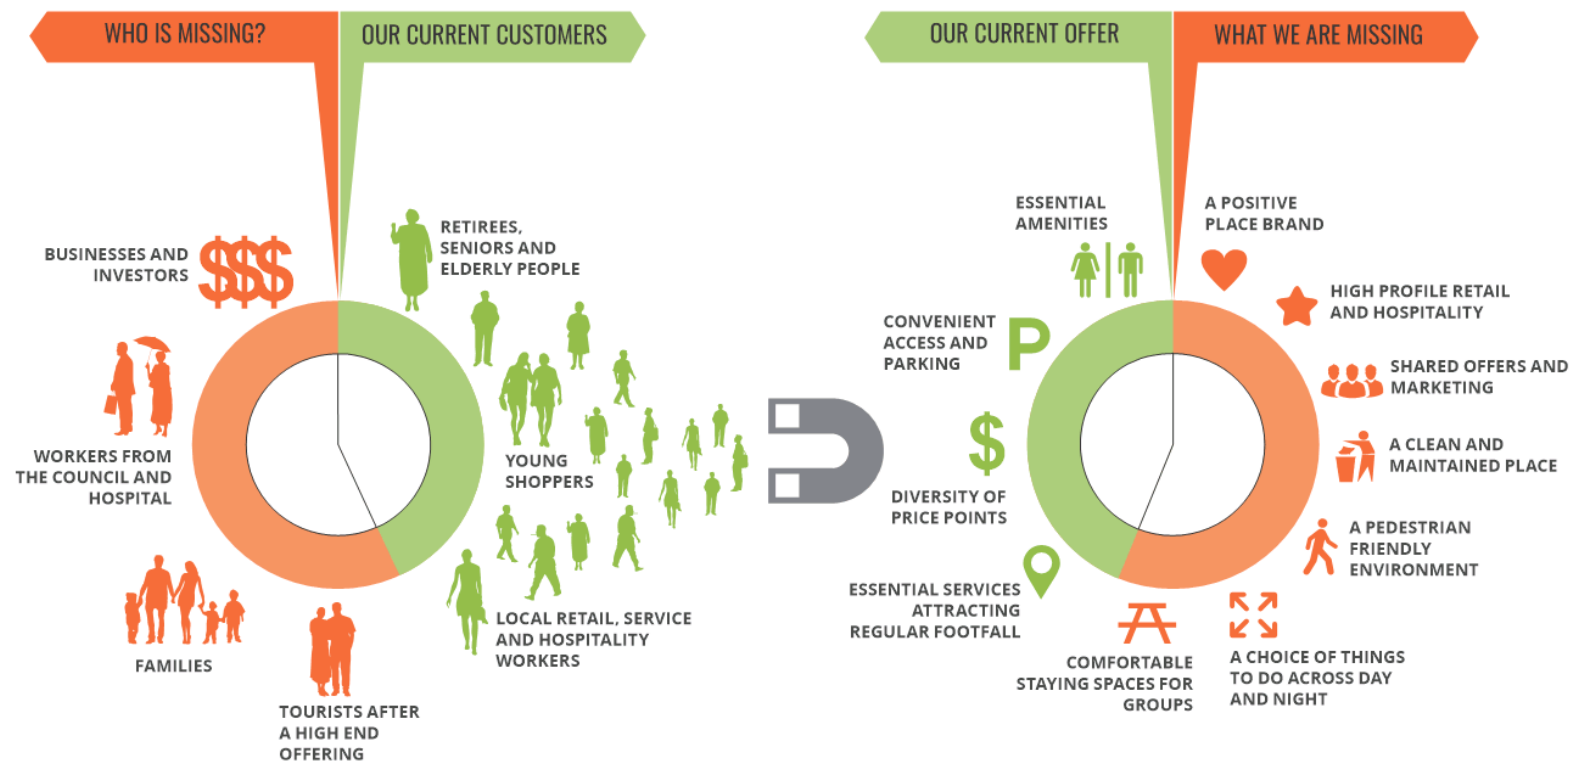 WHO IS MISSING?
OUR CURRENT CUSTOMERS
BUSINESSES AND
INVESTORS
$$$
RETIREES,
SENIORS AND
ELDERLY PEOPLE
WORKERS FROM
THE COUNCIL AND
HOSPITAL
YOUNG
SHOPPERS
FAMILIES
LOCAL RETAIL, SERVICE
AND HOSPITALITY
WORKERS
TOURISTS AFTER
A HIGH END
OFFERING
OUR CURRENT OFFER
WHAT WE ARE MISSING
ESSENTIAL
AMENITIES
CONVENIENT
ACCESS AND
PARKING
P
$
DIVERSITY OF
PRICE POINTS
ESSENTIAL SERVICES
ATTRACTING
REGULAR FOOTFALL
A POSITIVE
PLACE BRAND
HIGH PROFILE RETAIL
AND HOSPITALITY
SHARED OFFERS AND
MARKETING
A CLEAN AND
MAINTAINED PLACE
A PEDESTRIAN
FRIENDLY
ENVIRONMENT
A CHOICE OF THINGS
TO DO ACROSS DAY
AND NIGHT
COMFORTABLE
STAYING SPACES FOR
GROUPS